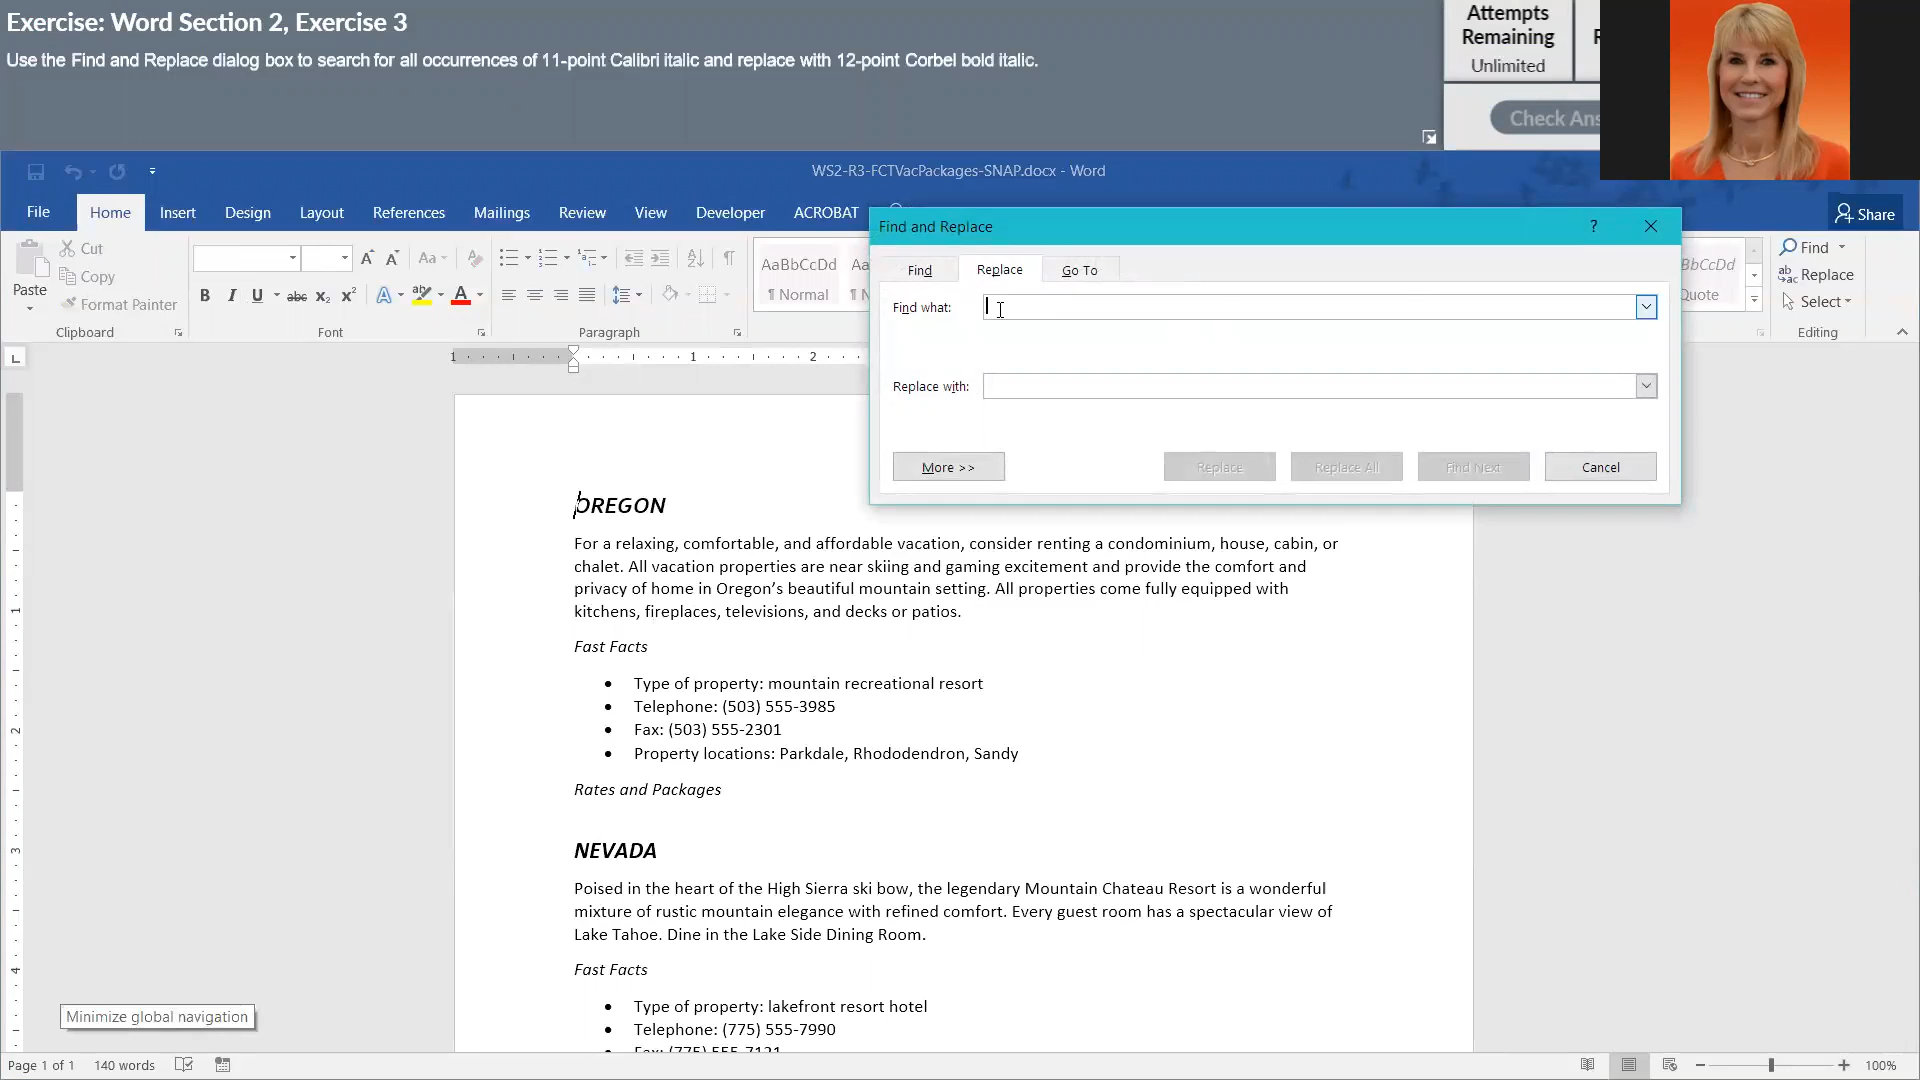 Exercise: Word Section 2, Exercise 3
Use the Find and Replace dialog box to search for all occurrences of 11-point Calibri italic and replace with 12-point Corbel bold italic.
Attempts
Remaining
Unlimited
Check Ans
WS2-R3-FCTVacPackages-SNAP.docx - Word
File Home Insert Design Layout References Mailings Review View Developer ACROBAT
Share
Find and Replace
Find Replace Go To
Find what:
Replace with:
More >> Replace Replace All Find Next Cancel
Paste
Cut
Copy
Format Painter
Clipboard Font Paragraph
AaBbCcDd
¶ Normal
BbCcDd
Quote
Find
Replace
Select
Editing
1 1 2
OREGON
For a relaxing, comfortable, and affordable vacation, consider renting a condominium, house, cabin, or
chalet. All vacation properties are near skiing and gaming excitement and provide the comfort and
privacy of home in Oregon’s beautiful mountain setting. All properties come fully equipped with
kitchens, fireplaces, televisions, and decks or patios.
Fast Facts
• Type of property: mountain recreational resort
• Telephone: (503) 555-3985
• Fax: (503) 555-2301
• Property locations: Parkdale, Rhododendron, Sandy
Rates and Packages
NEVADA
Poised in the heart of the High Sierra ski bow, the legendary Mountain Chateau Resort is a wonderful
mixture of rustic mountain elegance with refined comfort. Every guest room has a spectacular view of
Lake Tahoe. Dine in the Lake Side Dining Room.
Fast Facts
• Type of property: lakefront resort hotel
• Telephone: (775) 555-7990
Fax: (775) 555-7121
Minimize global navigation
Page 1 of 1 140 words
100%